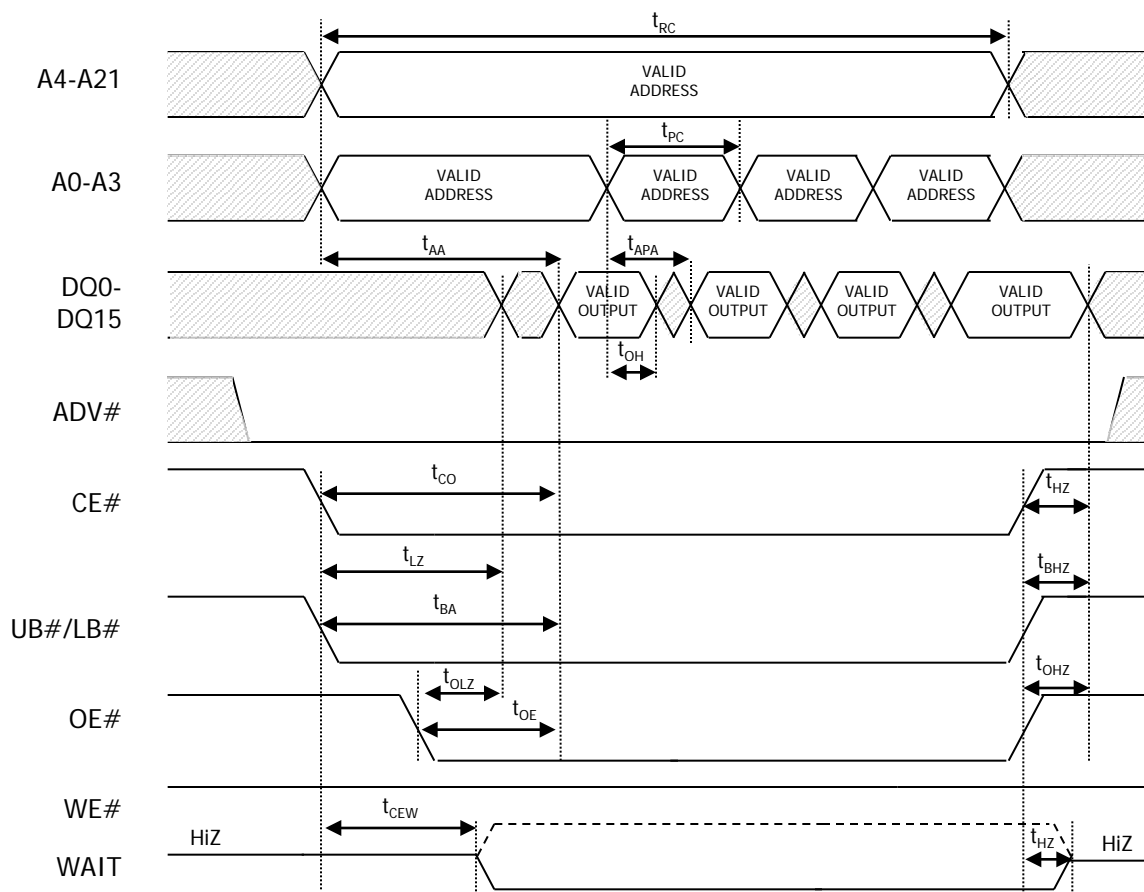 tRC
A4-A21
VALID
ADDRESS
tPC
A0-A3
VALID
ADDRESS
VALID
ADDRESS
VALID
ADDRESS
VALID
ADDRESS
tAA
tAPA
DQ0-
DQ15
VALID
OUTPUT
VALID
OUTPUT
VALID
OUTPUT
VALID
OUTPUT
tOH
ADV#
CE#
tCO
tHZ
tLZ
tBHZ
UB#/LB#
tBA
tOLZ
tOHZ
OE#
tOE
WE#
tCEW
HiZ
tHZ
HiZ
WAIT